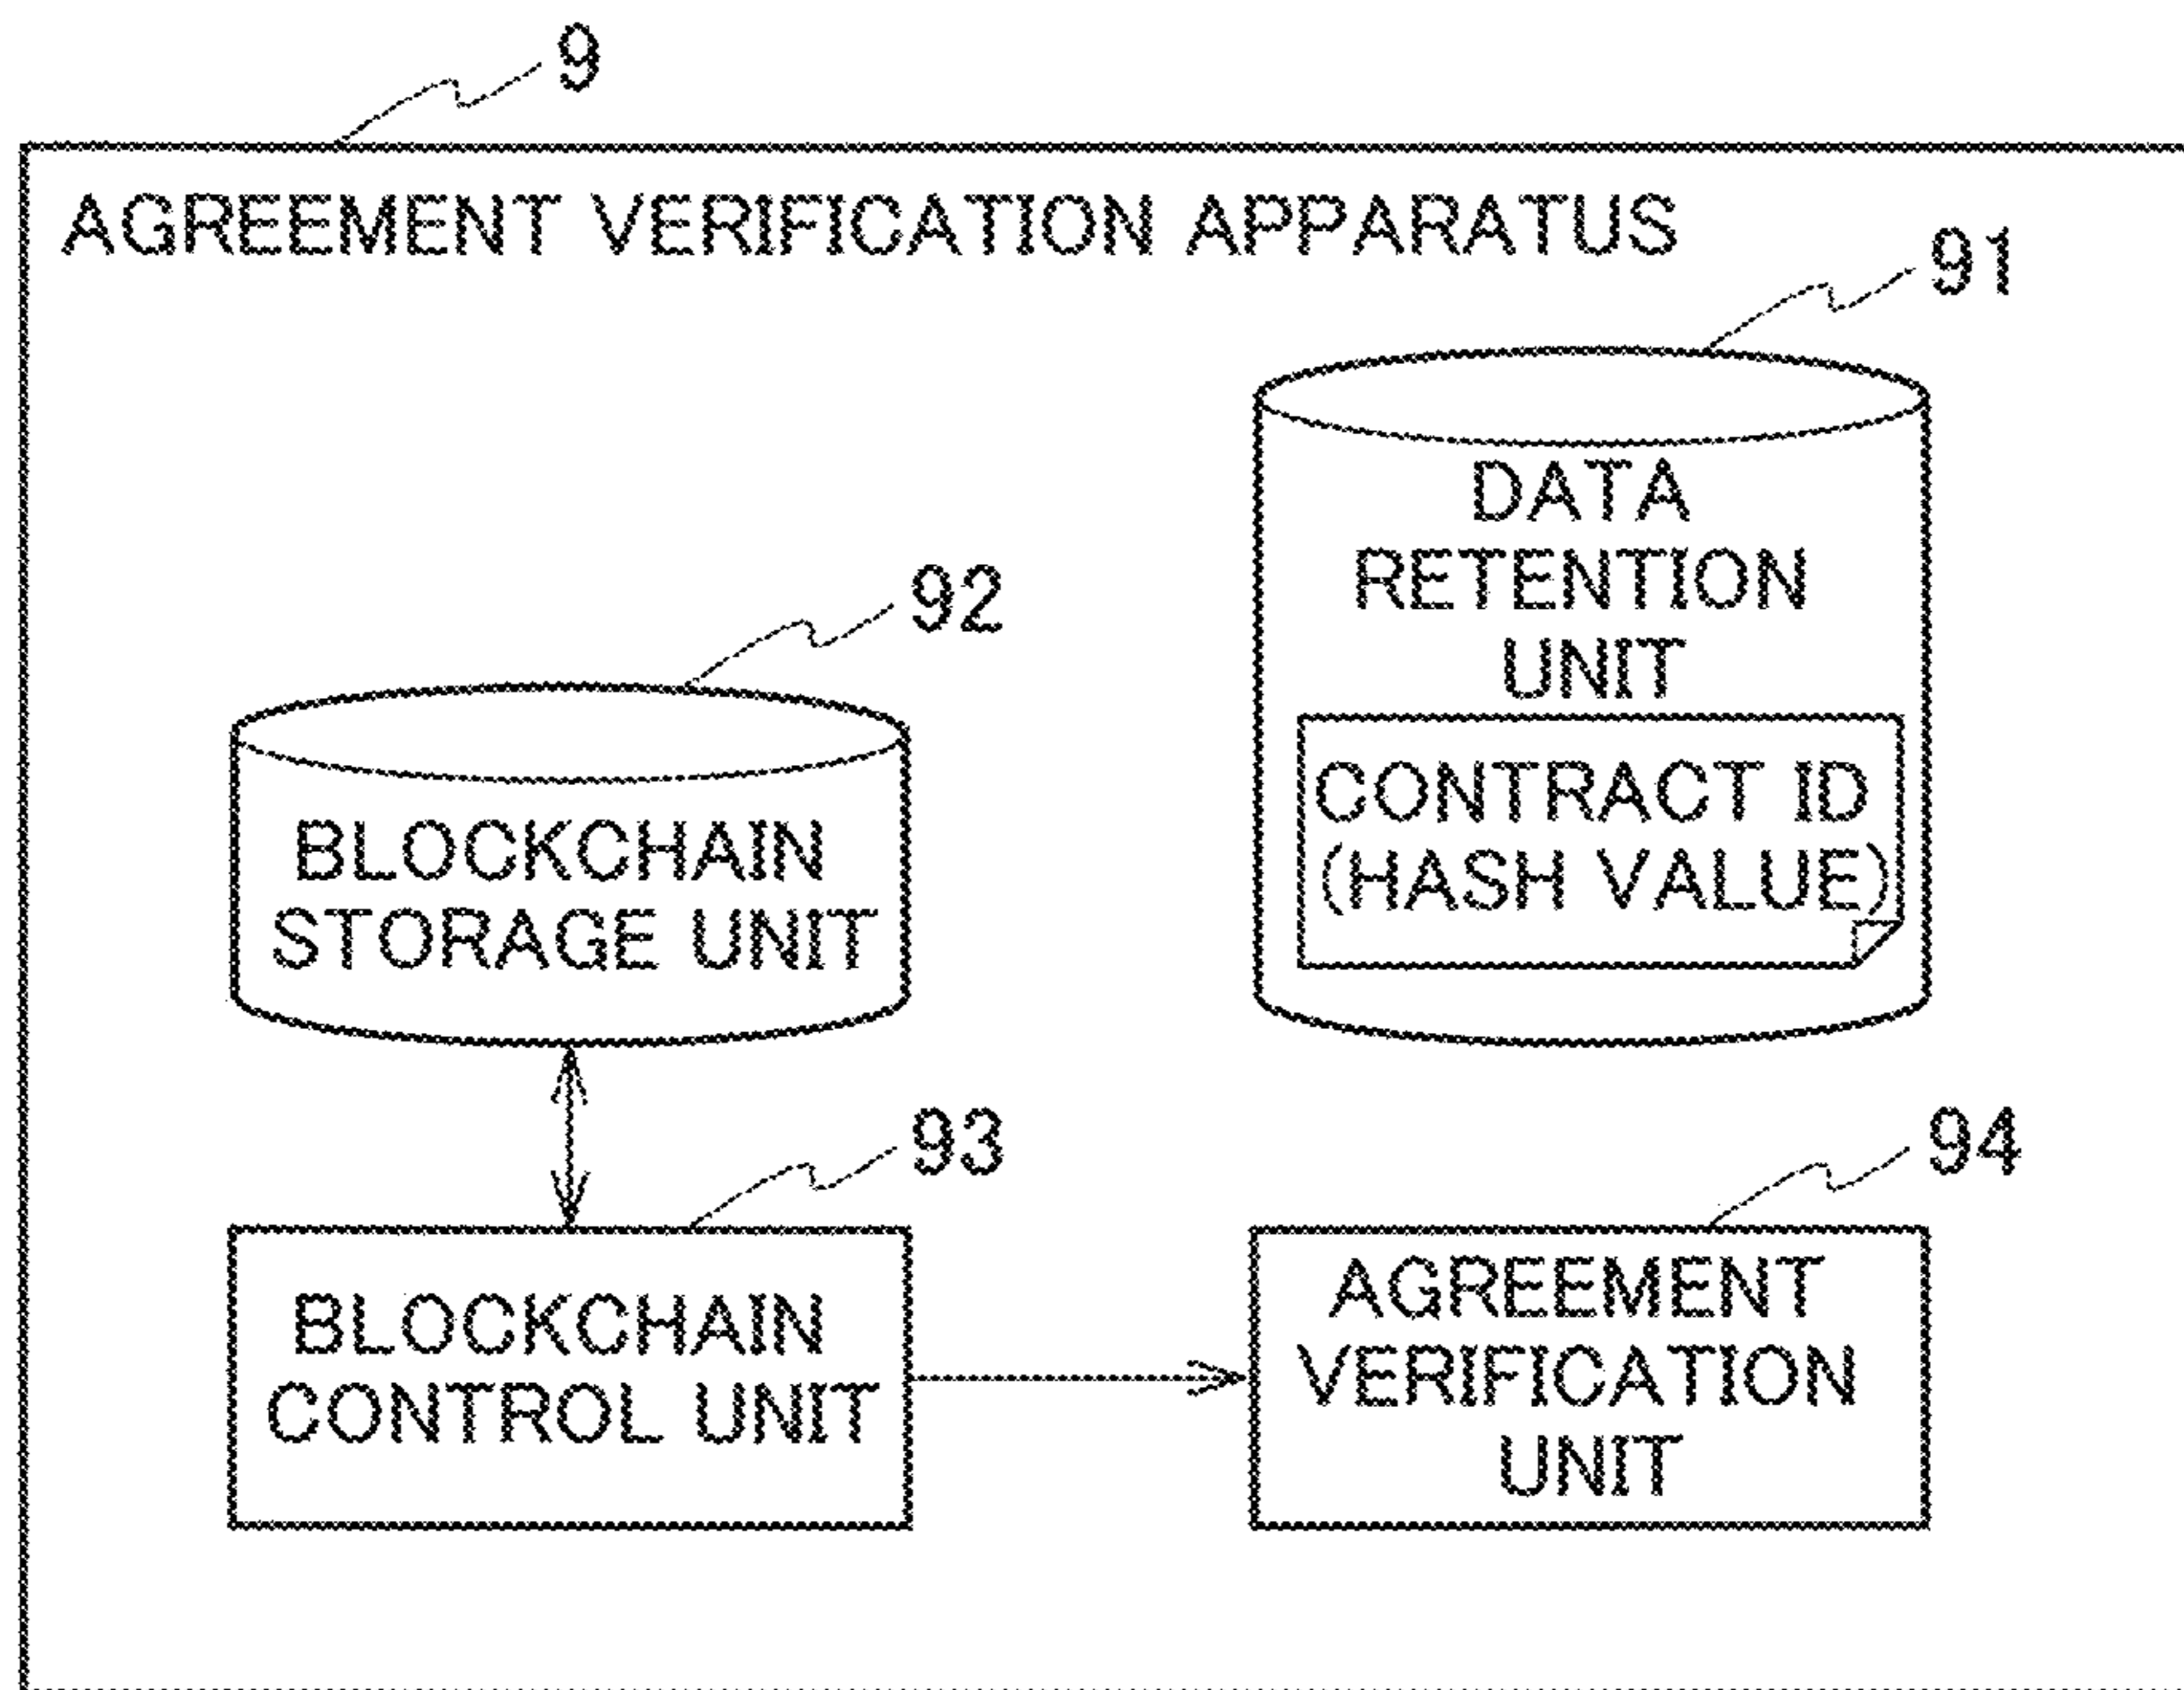 9
AGREEMENT VERIFICATION APPARATUS
91
DATA
RETENTION
UNIT
CONTRACT ID
(HASH VALUE)
92
BLOCKCHAIN
STORAGE UNIT
93
BLOCKCHAIN
CONTROL UNIT
94
AGREEMENT
VERIFICATION
UNIT